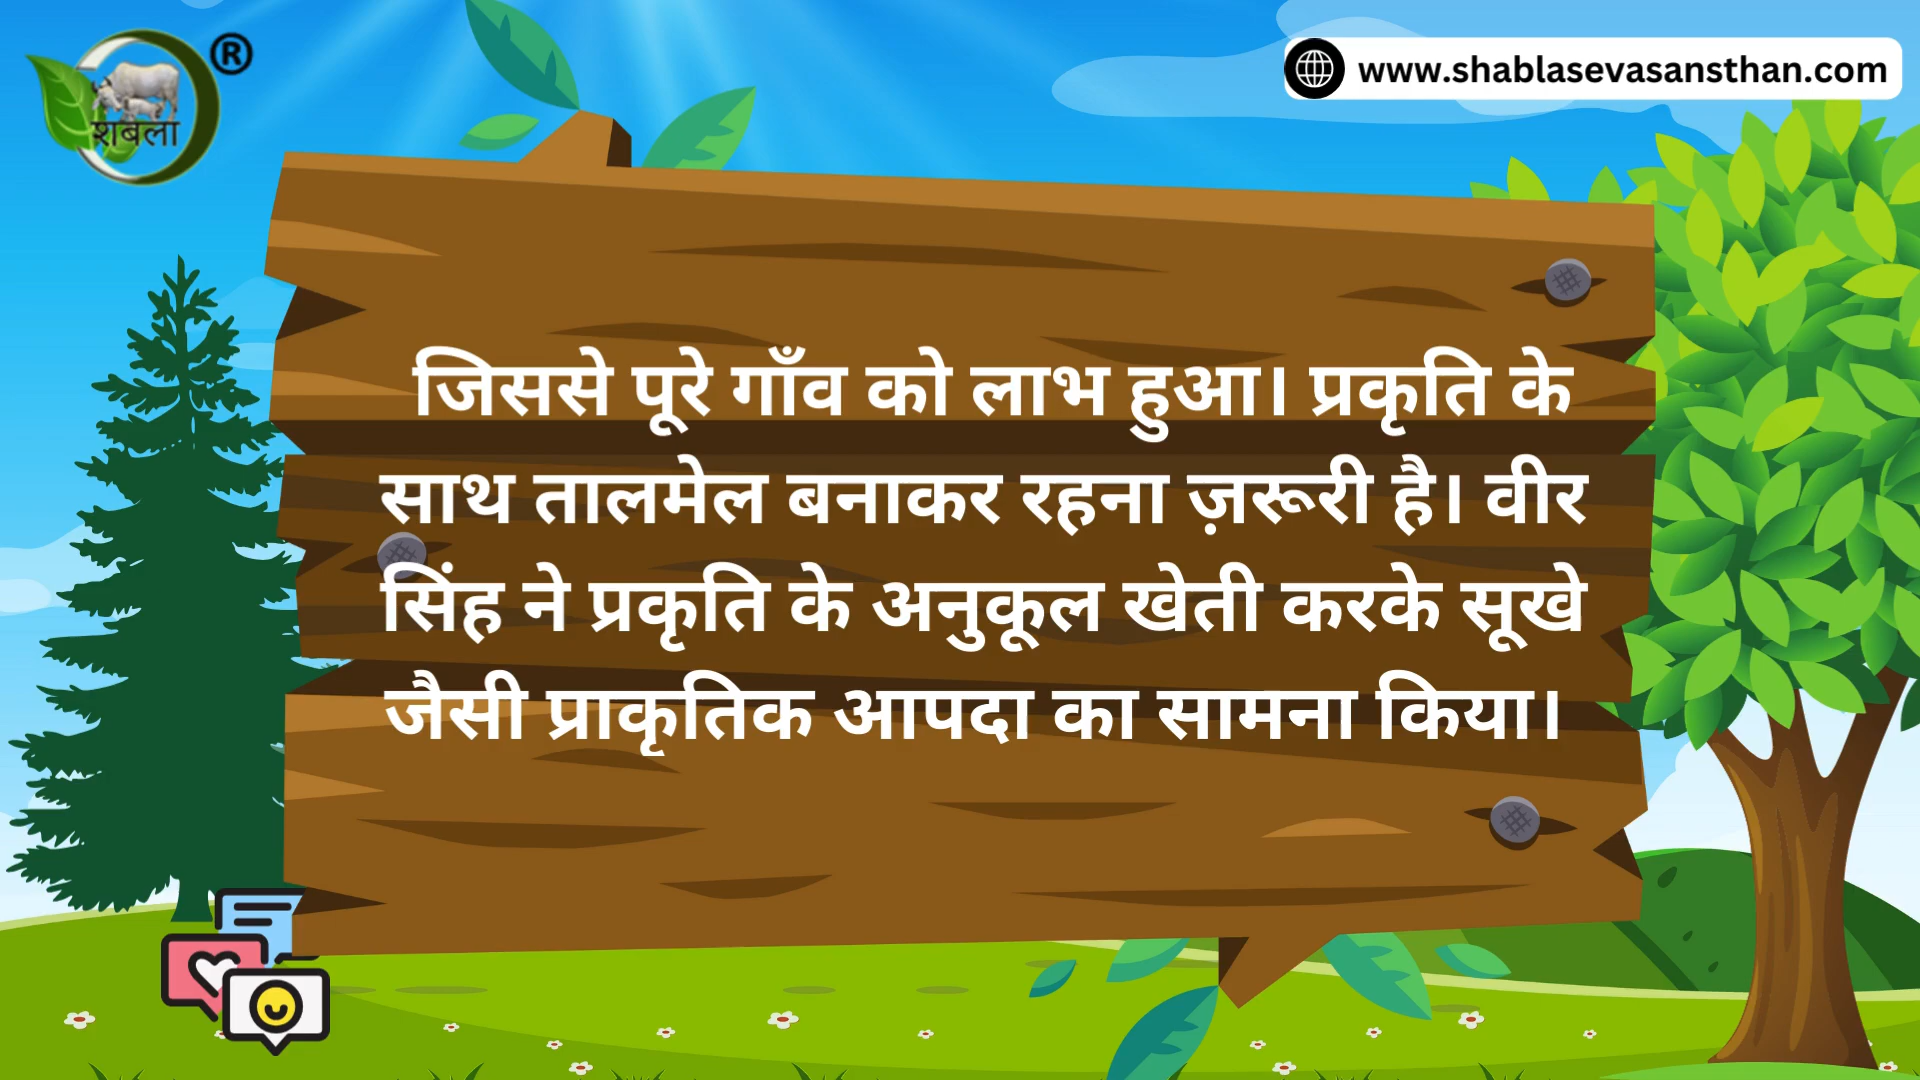 शबला
®
www.shablasevasansthan.com
जिससे पूरे गाँव को लाभ हुआ। प्रकृति के
साथ तालमेल बनाकर रहना ज़रूरी है। वीर
सिंह ने प्रकृति के अनुकूल खेती करके सूखे
जैसी प्राकृतिक आपदा का सामना किया।